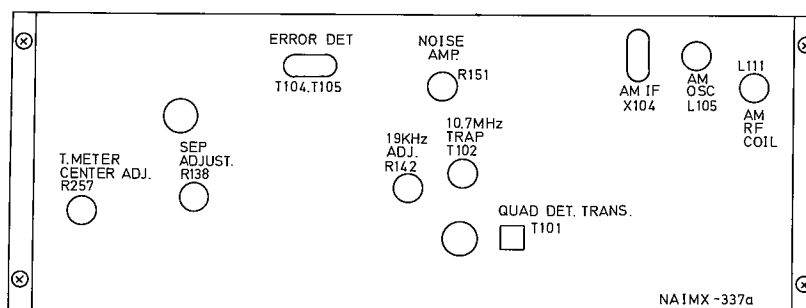 ERROR DET
T104,T105
NOISE
AMP.
R151
AM IF
X104
AM
OSC
L105
L111
AM
RF
COIL
T.METER
CENTER ADJ.
R257
SEP
ADJUST.
R138
19KHz
ADJ.
R142
10.7MHz
TRAP
T102
QUAD DET. TRANS.
T101
NAIMX-337a